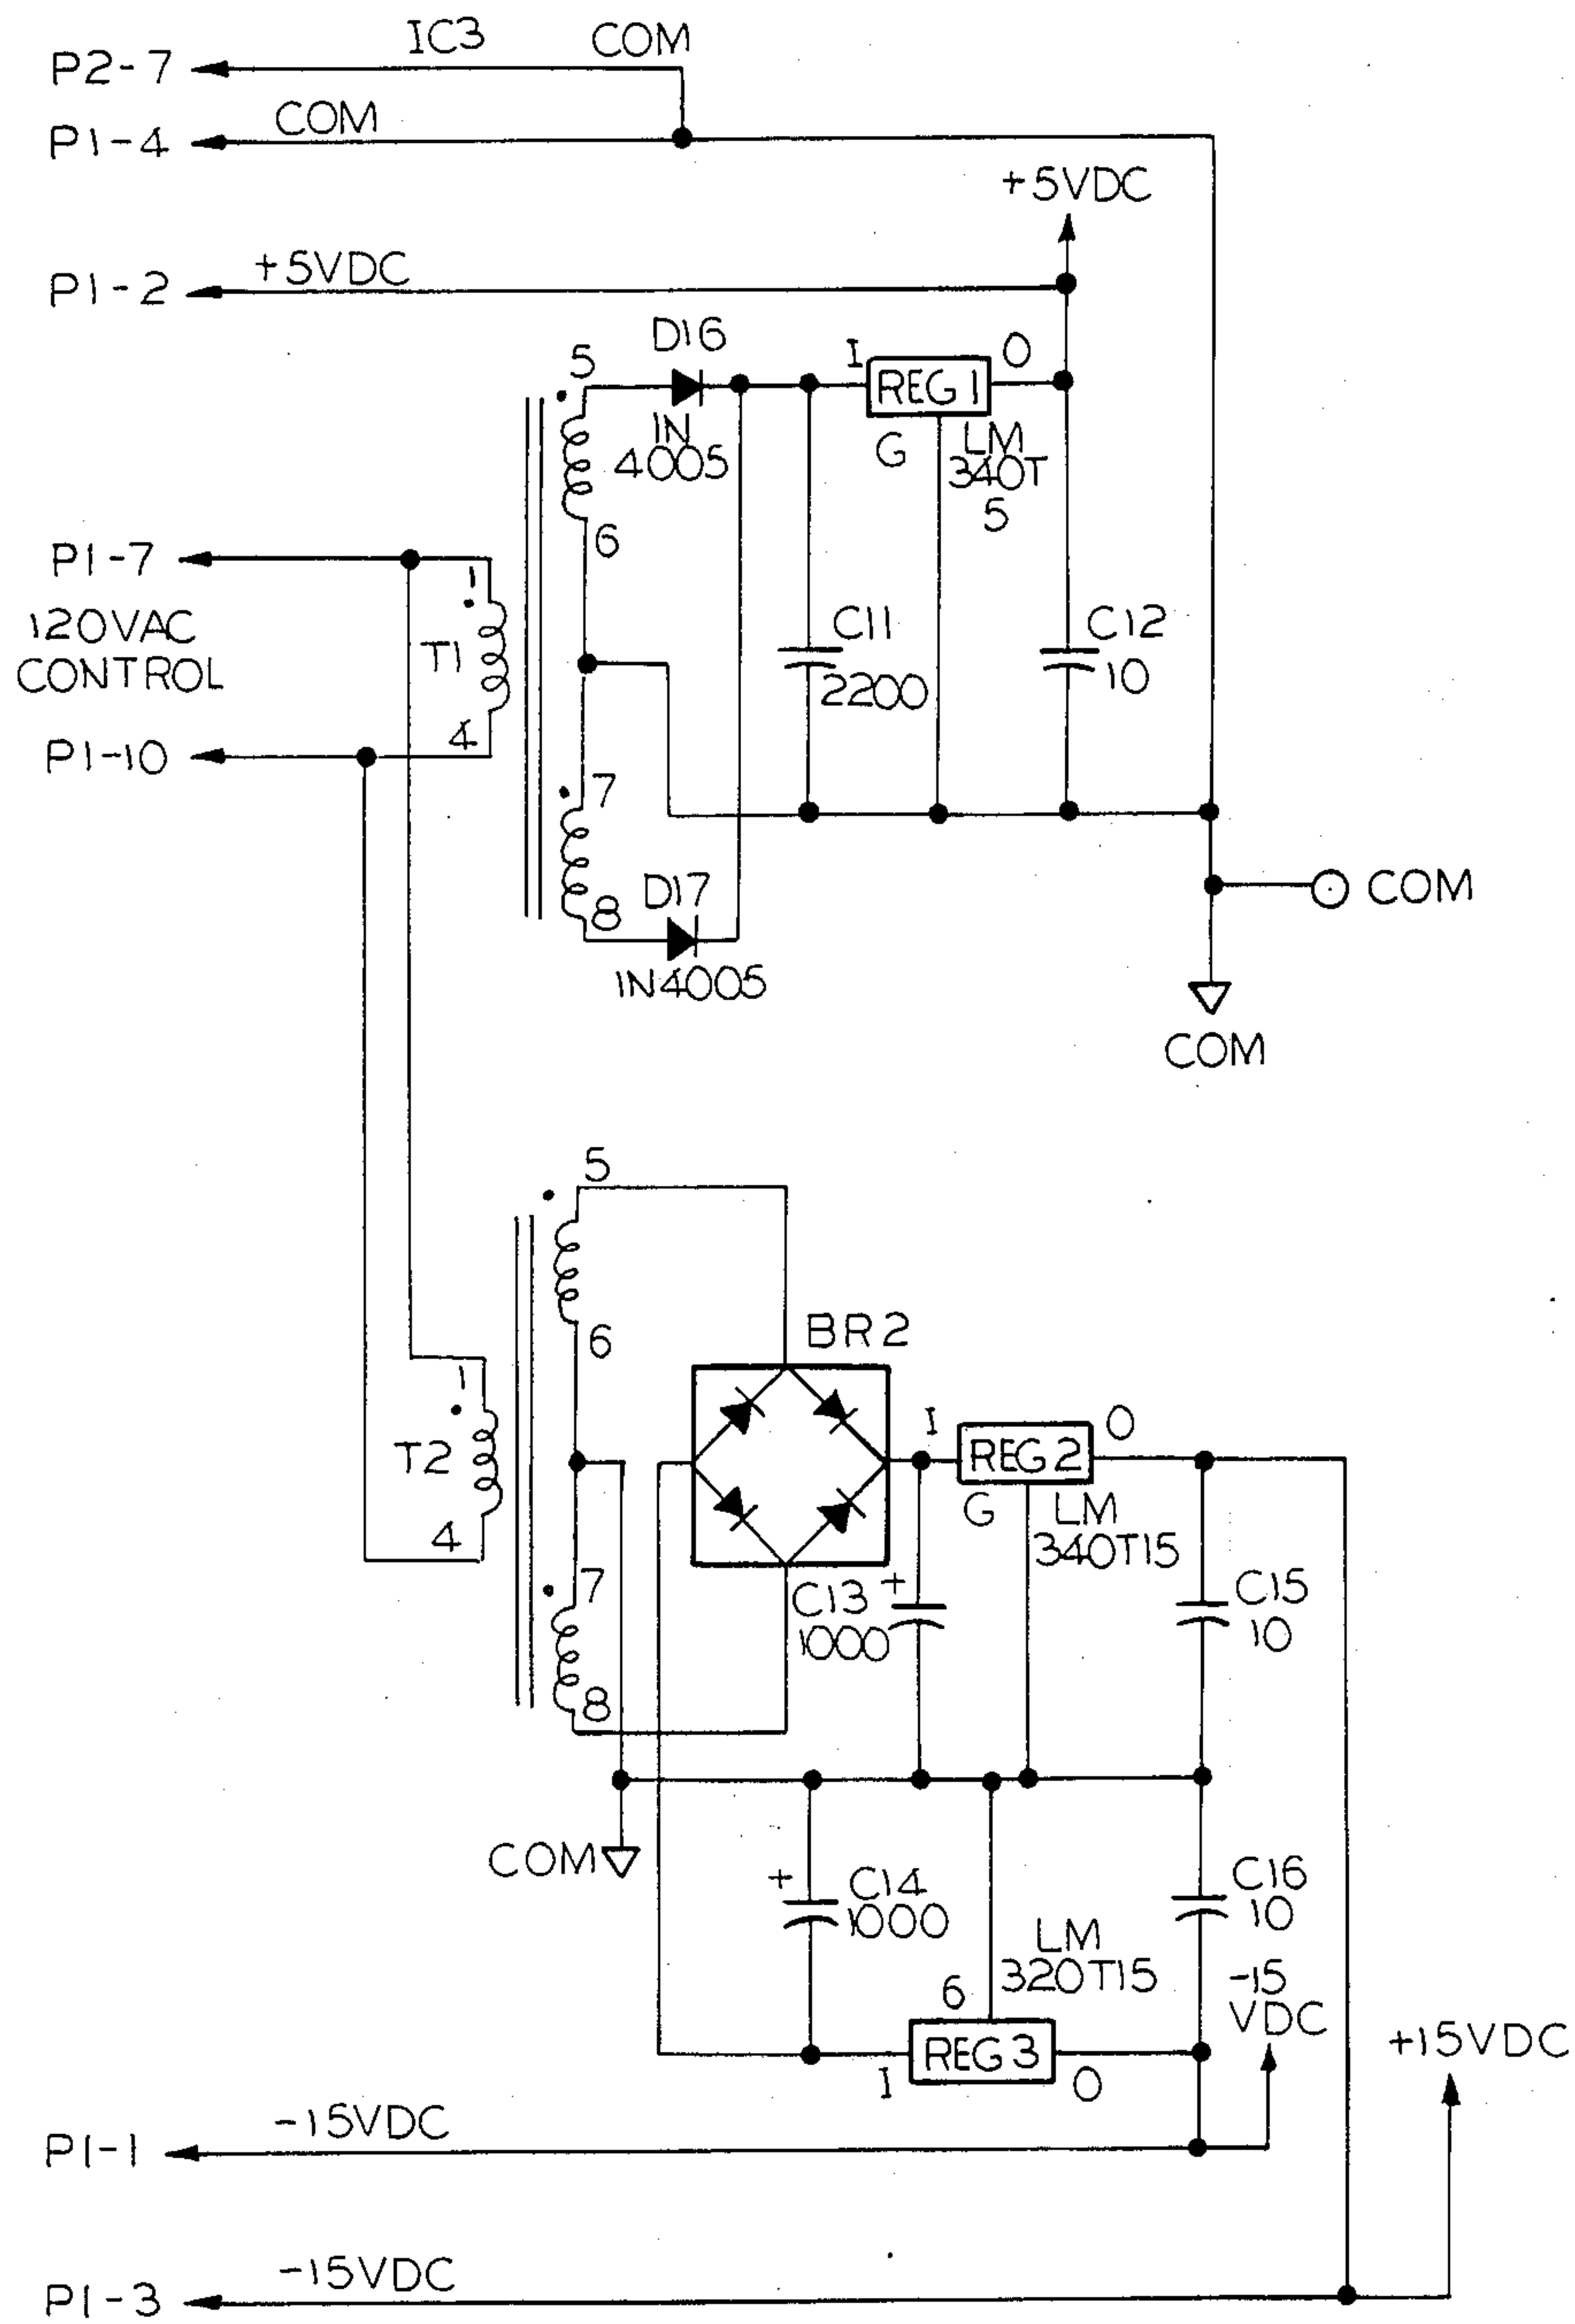 IC3 COM
P2-7
COM
P1-4
+5VDC
+5VDC
P1-2
D16
5
I
O
REG 1
IN
4005
G
LM
340T
5
6
P1-7
1
120VAC
CONTROL
T1
C11
2200
C12
10
4
P1-10
7
D17
8
COM
IN4005
COM
5
BR2
6
1
I
O
REG 2
T2
G
LM
340T15
4
7
C13 +
1000
C15
10
8
COM
+
C14
1000
C16
10
LM
320T15
6
-15
VDC
REG 3
I
O
+15VDC
-15VDC
P1-1
-15VDC
P1-3